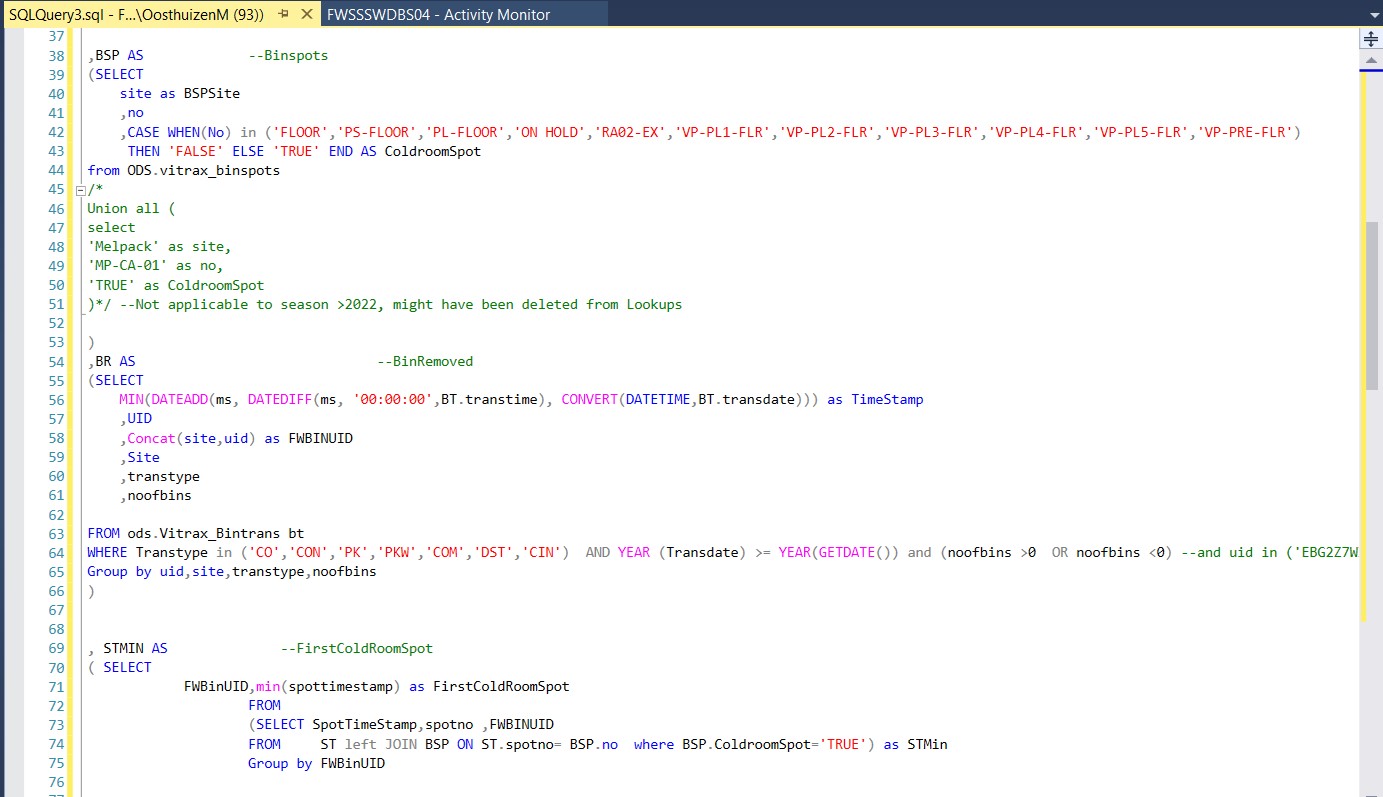 SQLQuery3.sql - F...\OosthuizenM (93))
FWSSSWDBS04 - Activity Monitor
37
38 ,BSP AS --Binspots
39 (SELECT
40 site as BSPSite
41 ,no
42 ,CASE WHEN(No) in ('FLOOR','PS-FLOOR','PL-FLOOR','ON HOLD','RA02-EX','VP-PL1-FLR','VP-PL2-FLR','VP-PL3-FLR','VP-PL4-FLR','VP-PL5-FLR','VP-PRE-FLR')
43 THEN 'FALSE' ELSE 'TRUE' END AS ColdroomSpot
44 from ODS.vitrax_binspots
45 /*
46 Union all (
47 select
48 'Melpack' as site,
49 'MP-CA-01' as no,
50 'TRUE' as ColdroomSpot
51 )*/ --Not applicable to season >2022, might have been deleted from Lookups
52
53 )
54 ,BR AS --BinRemoved
55 (SELECT
56 MIN(DATEADD(ms, DATEDIFF(ms, '00:00:00',BT.transtime), CONVERT(DATETIME,BT.transdate))) as TimeStamp
57 ,UID
58 ,Concat(site,uid) as FWBINUID
59 ,Site
60 ,transtype
61 ,noofbins
62
63 FROM ods.Vitrax_Bintrans bt
64 WHERE Transtype in ('CO','CON','PK','PKW','COM','DST','CIN') AND YEAR (Transdate) >= YEAR(GETDATE()) and (noofbins >0 OR noofbins <0) --and uid in ('EBG2Z7W
65 Group by uid,site,transtype,noofbins
66 )
67
68
69 , STMIN AS --FirstColdRoomSpot
70 ( SELECT
71 FWBinUID,min(spottimestamp) as FirstColdRoomSpot
72 FROM
73 (SELECT SpotTimeStamp,spotno ,FWBINUID
74 FROM ST left JOIN BSP ON ST.spotno= BSP.no where BSP.ColdroomSpot='TRUE') as STMin
75 Group by FWBinUID
76